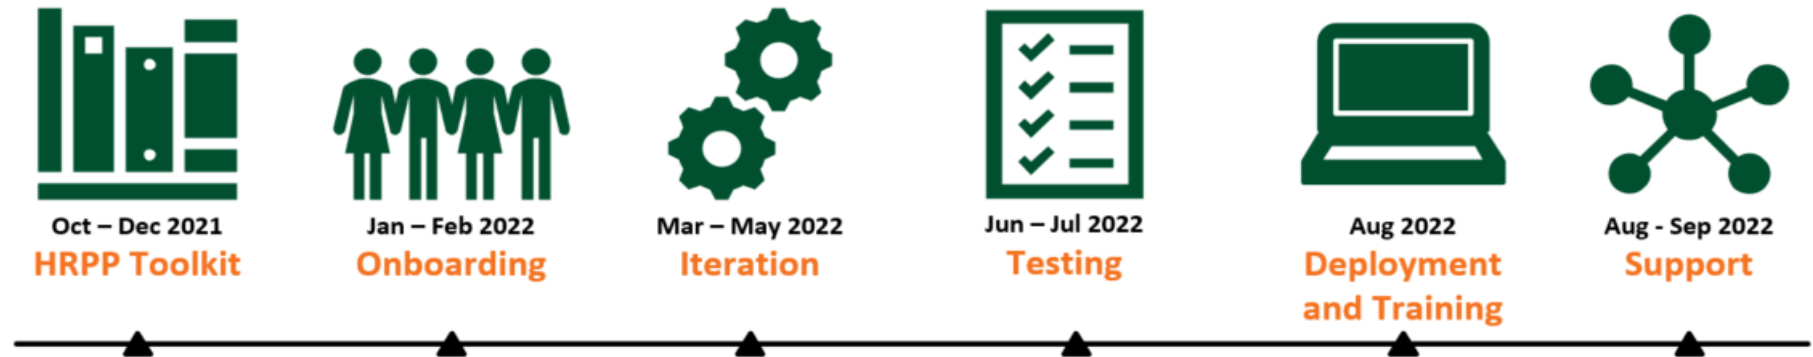 Oct – Dec 2021
HRPP Toolkit
Jan – Feb 2022
Onboarding
Mar – May 2022
Iteration
Jun – Jul 2022
Testing
Aug 2022
Deployment
and Training
Aug - Sep 2022
Support